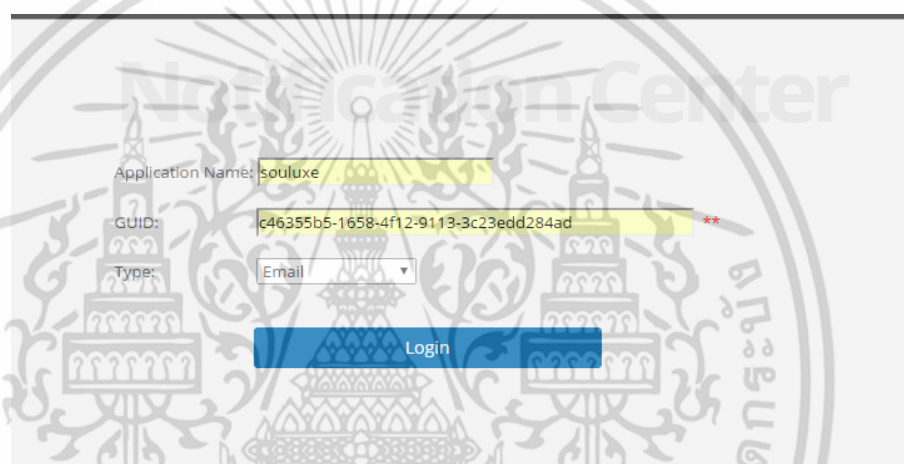 Notification Center
Application Name: souluxe
GUID: c46355b5-1658-4f12-9113-3c23edd284ad **
Type: Email
Login